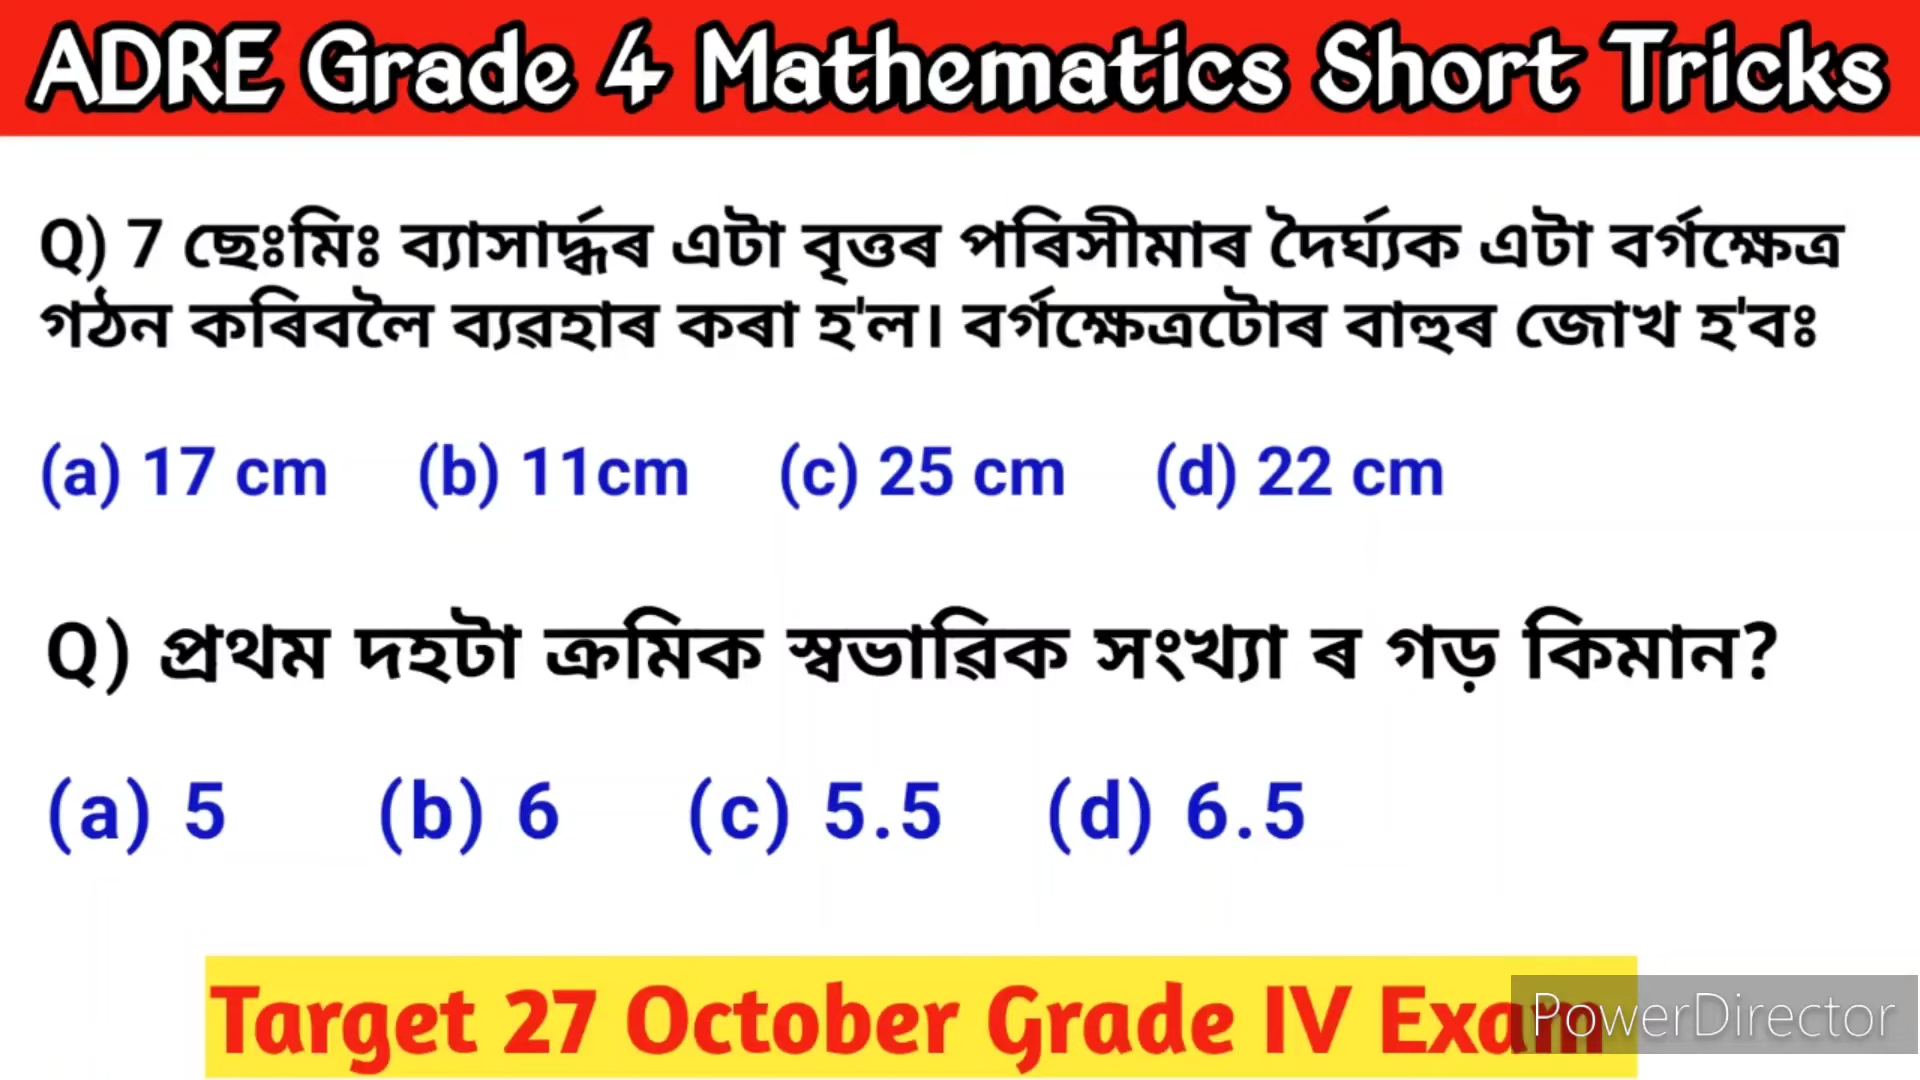 ADRE Grade 4 Mathematics Short Tricks
Q) 7 ছেঃমিঃ ব্যাসাৰ্দ্ধৰ এটা বৃত্তৰ পৰিসীমাৰ দৈৰ্ঘ্যক এটা বৰ্গক্ষেত্ৰ
গঠন কৰিবলৈ ব্যৱহাৰ কৰা হ'ল। বৰ্গক্ষেত্ৰটোৰ বাহুৰ জোখ হ'বঃ
(a) 17 cm (b) 11cm (c) 25 cm (d) 22 cm
Q) প্ৰথম দহটা ক্ৰমিক স্বভাৱিক সংখ্যা ৰ গড় কিমান?
(a) 5 (b) 6 (c) 5.5 (d) 6.5
Target 27 October Grade IV Exam
PowerDirector